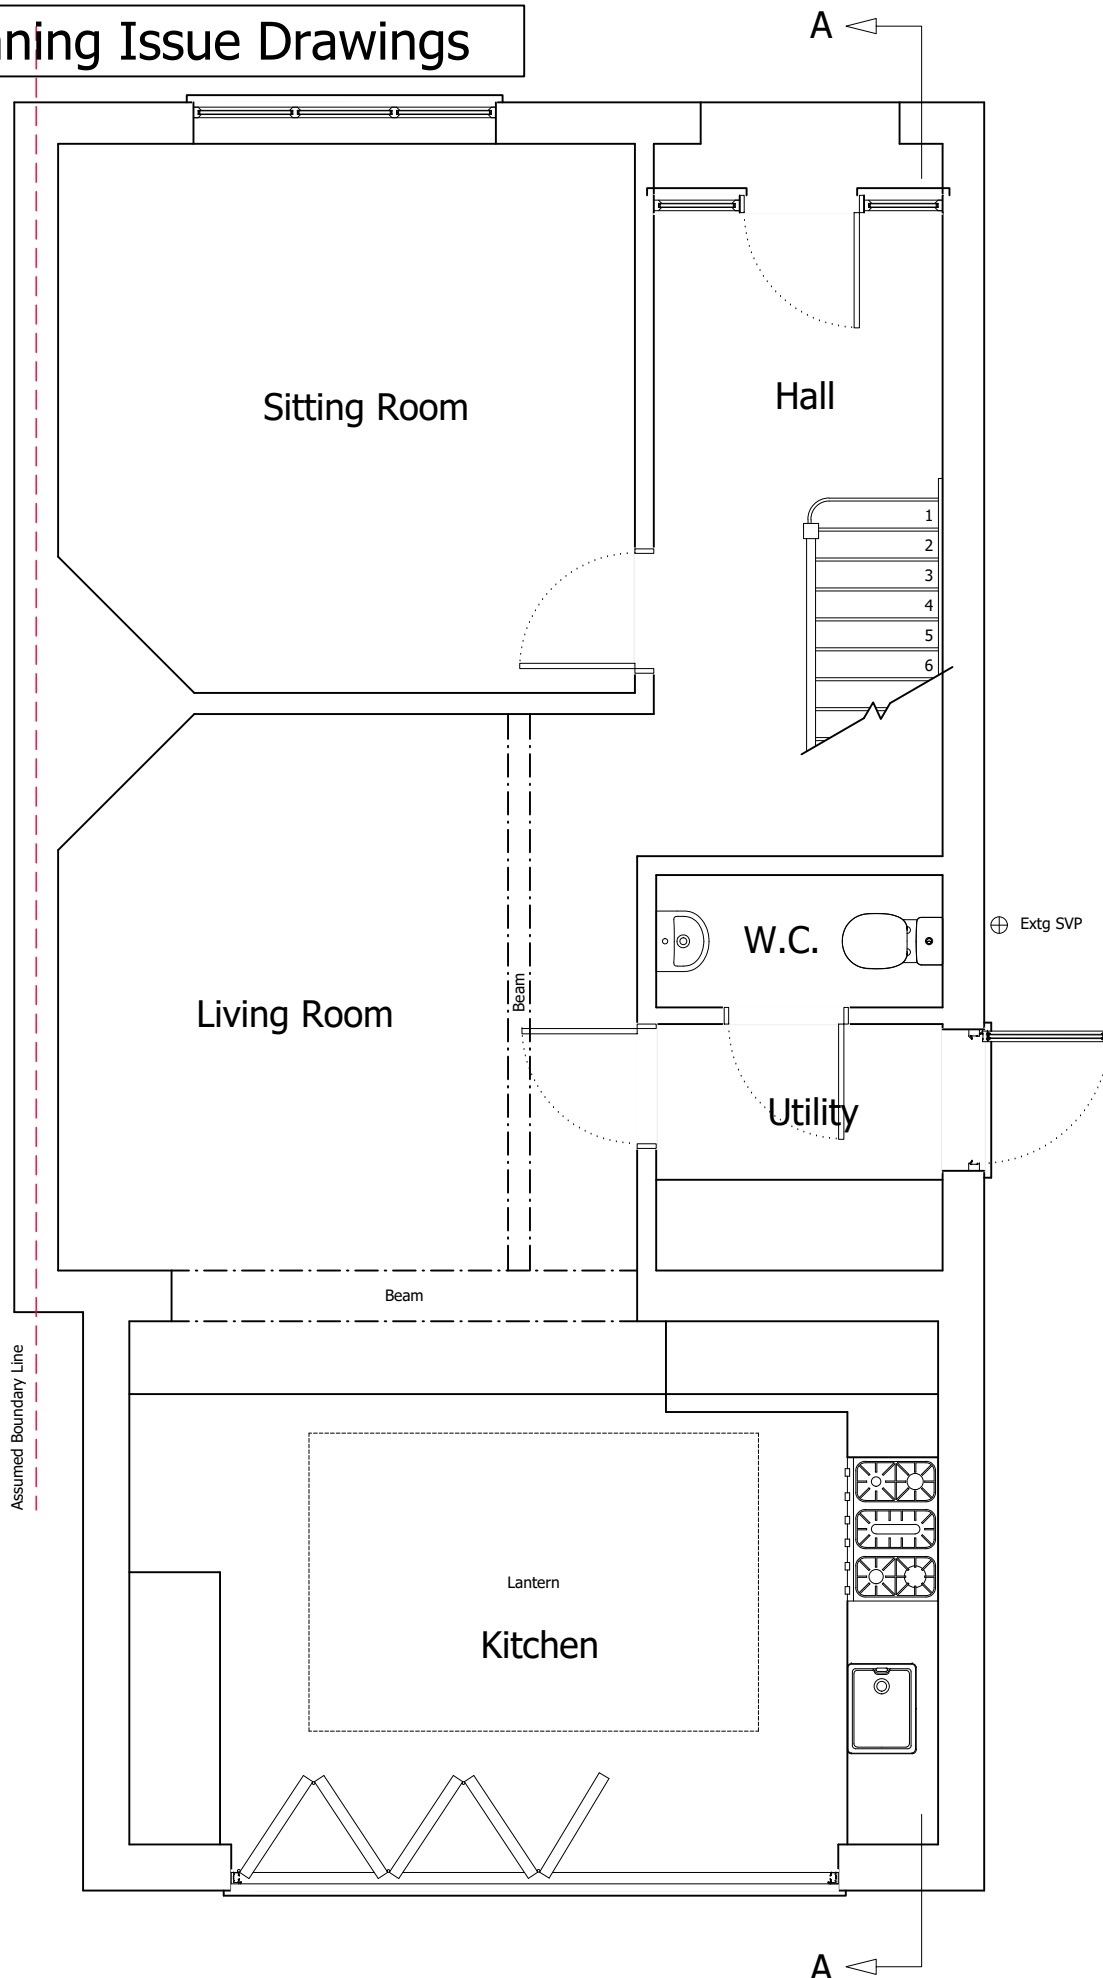 Issue Drawings
A
Sitting Room
Hall
1
2
3
4
5
6
W.C.
Extg SVP
Beam
Living Room
Utility
Beam
Assumed Boundary Line
Lantern
Kitchen
A